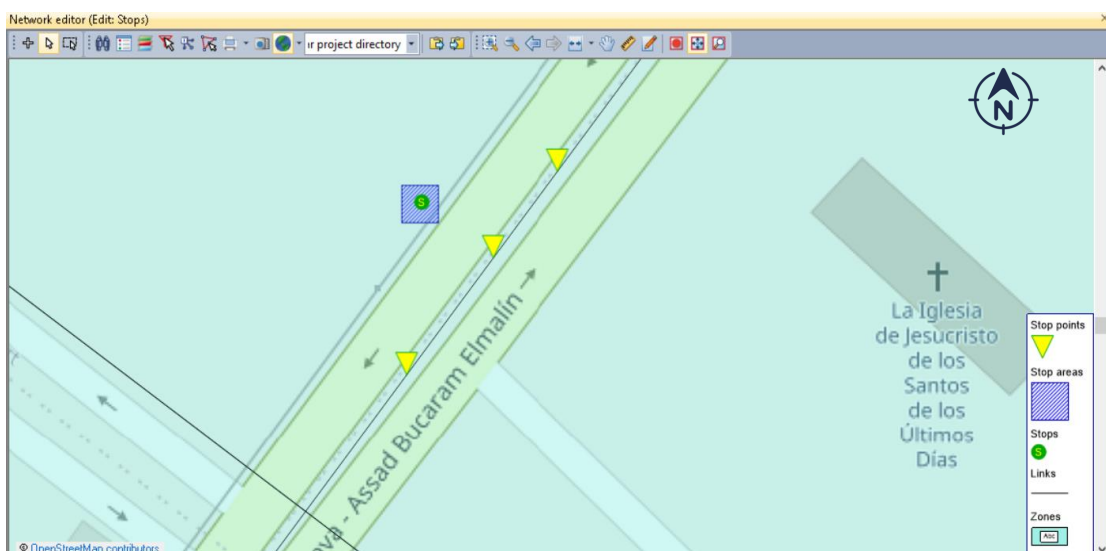 Network editor (Edit: Stops)
ır project directory
N
S
La Iglesia
de Jesucristo
de los
Santos
de los
Últimos
Días
ova - Assad Bucaram Elmalín
Stop points
Stop areas
Stops
S
Links
Zones
Abc
© OpenStreetMap contributors